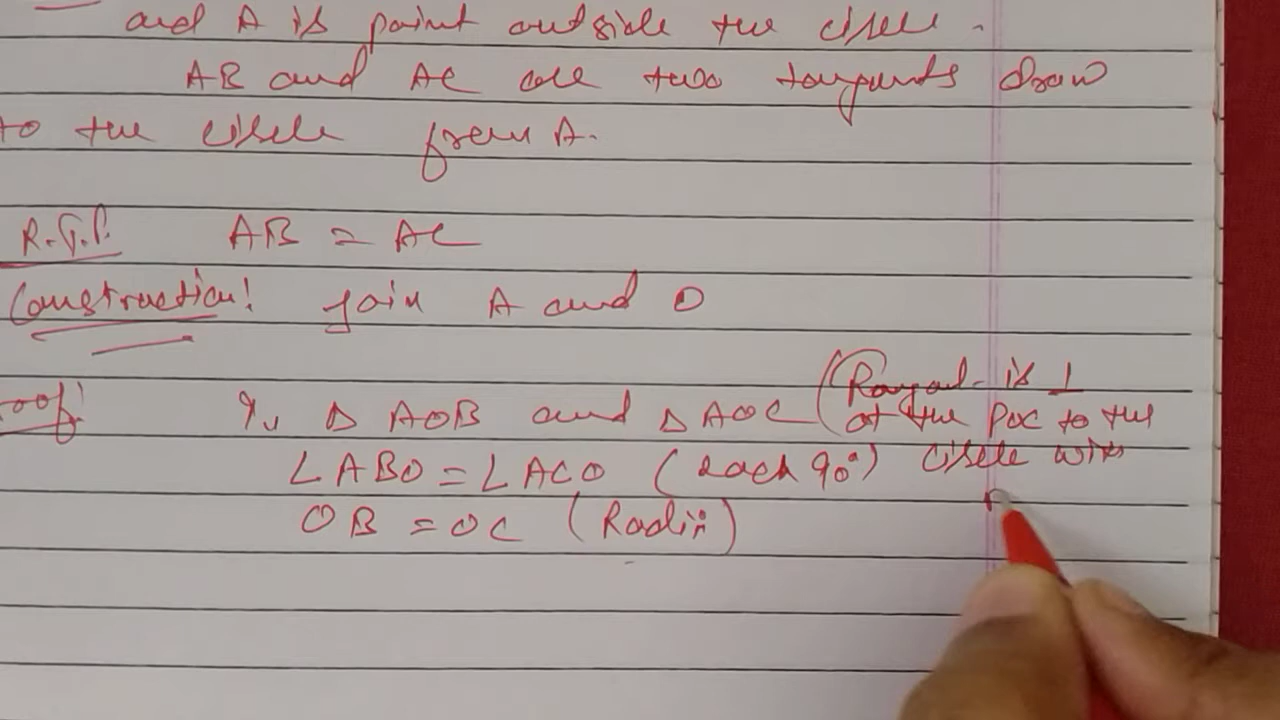 and A is point outside the circle.
AB and AC are two tangents draw
to the circle from A.
R.T.P. AB = AC
Construction! Join A and O
roof! In Δ AOB and Δ AOC (Tangent is ⊥
at the POC to the
∠ABO = ∠ACO (Each 90°) circle with
OB = OC (Radii)